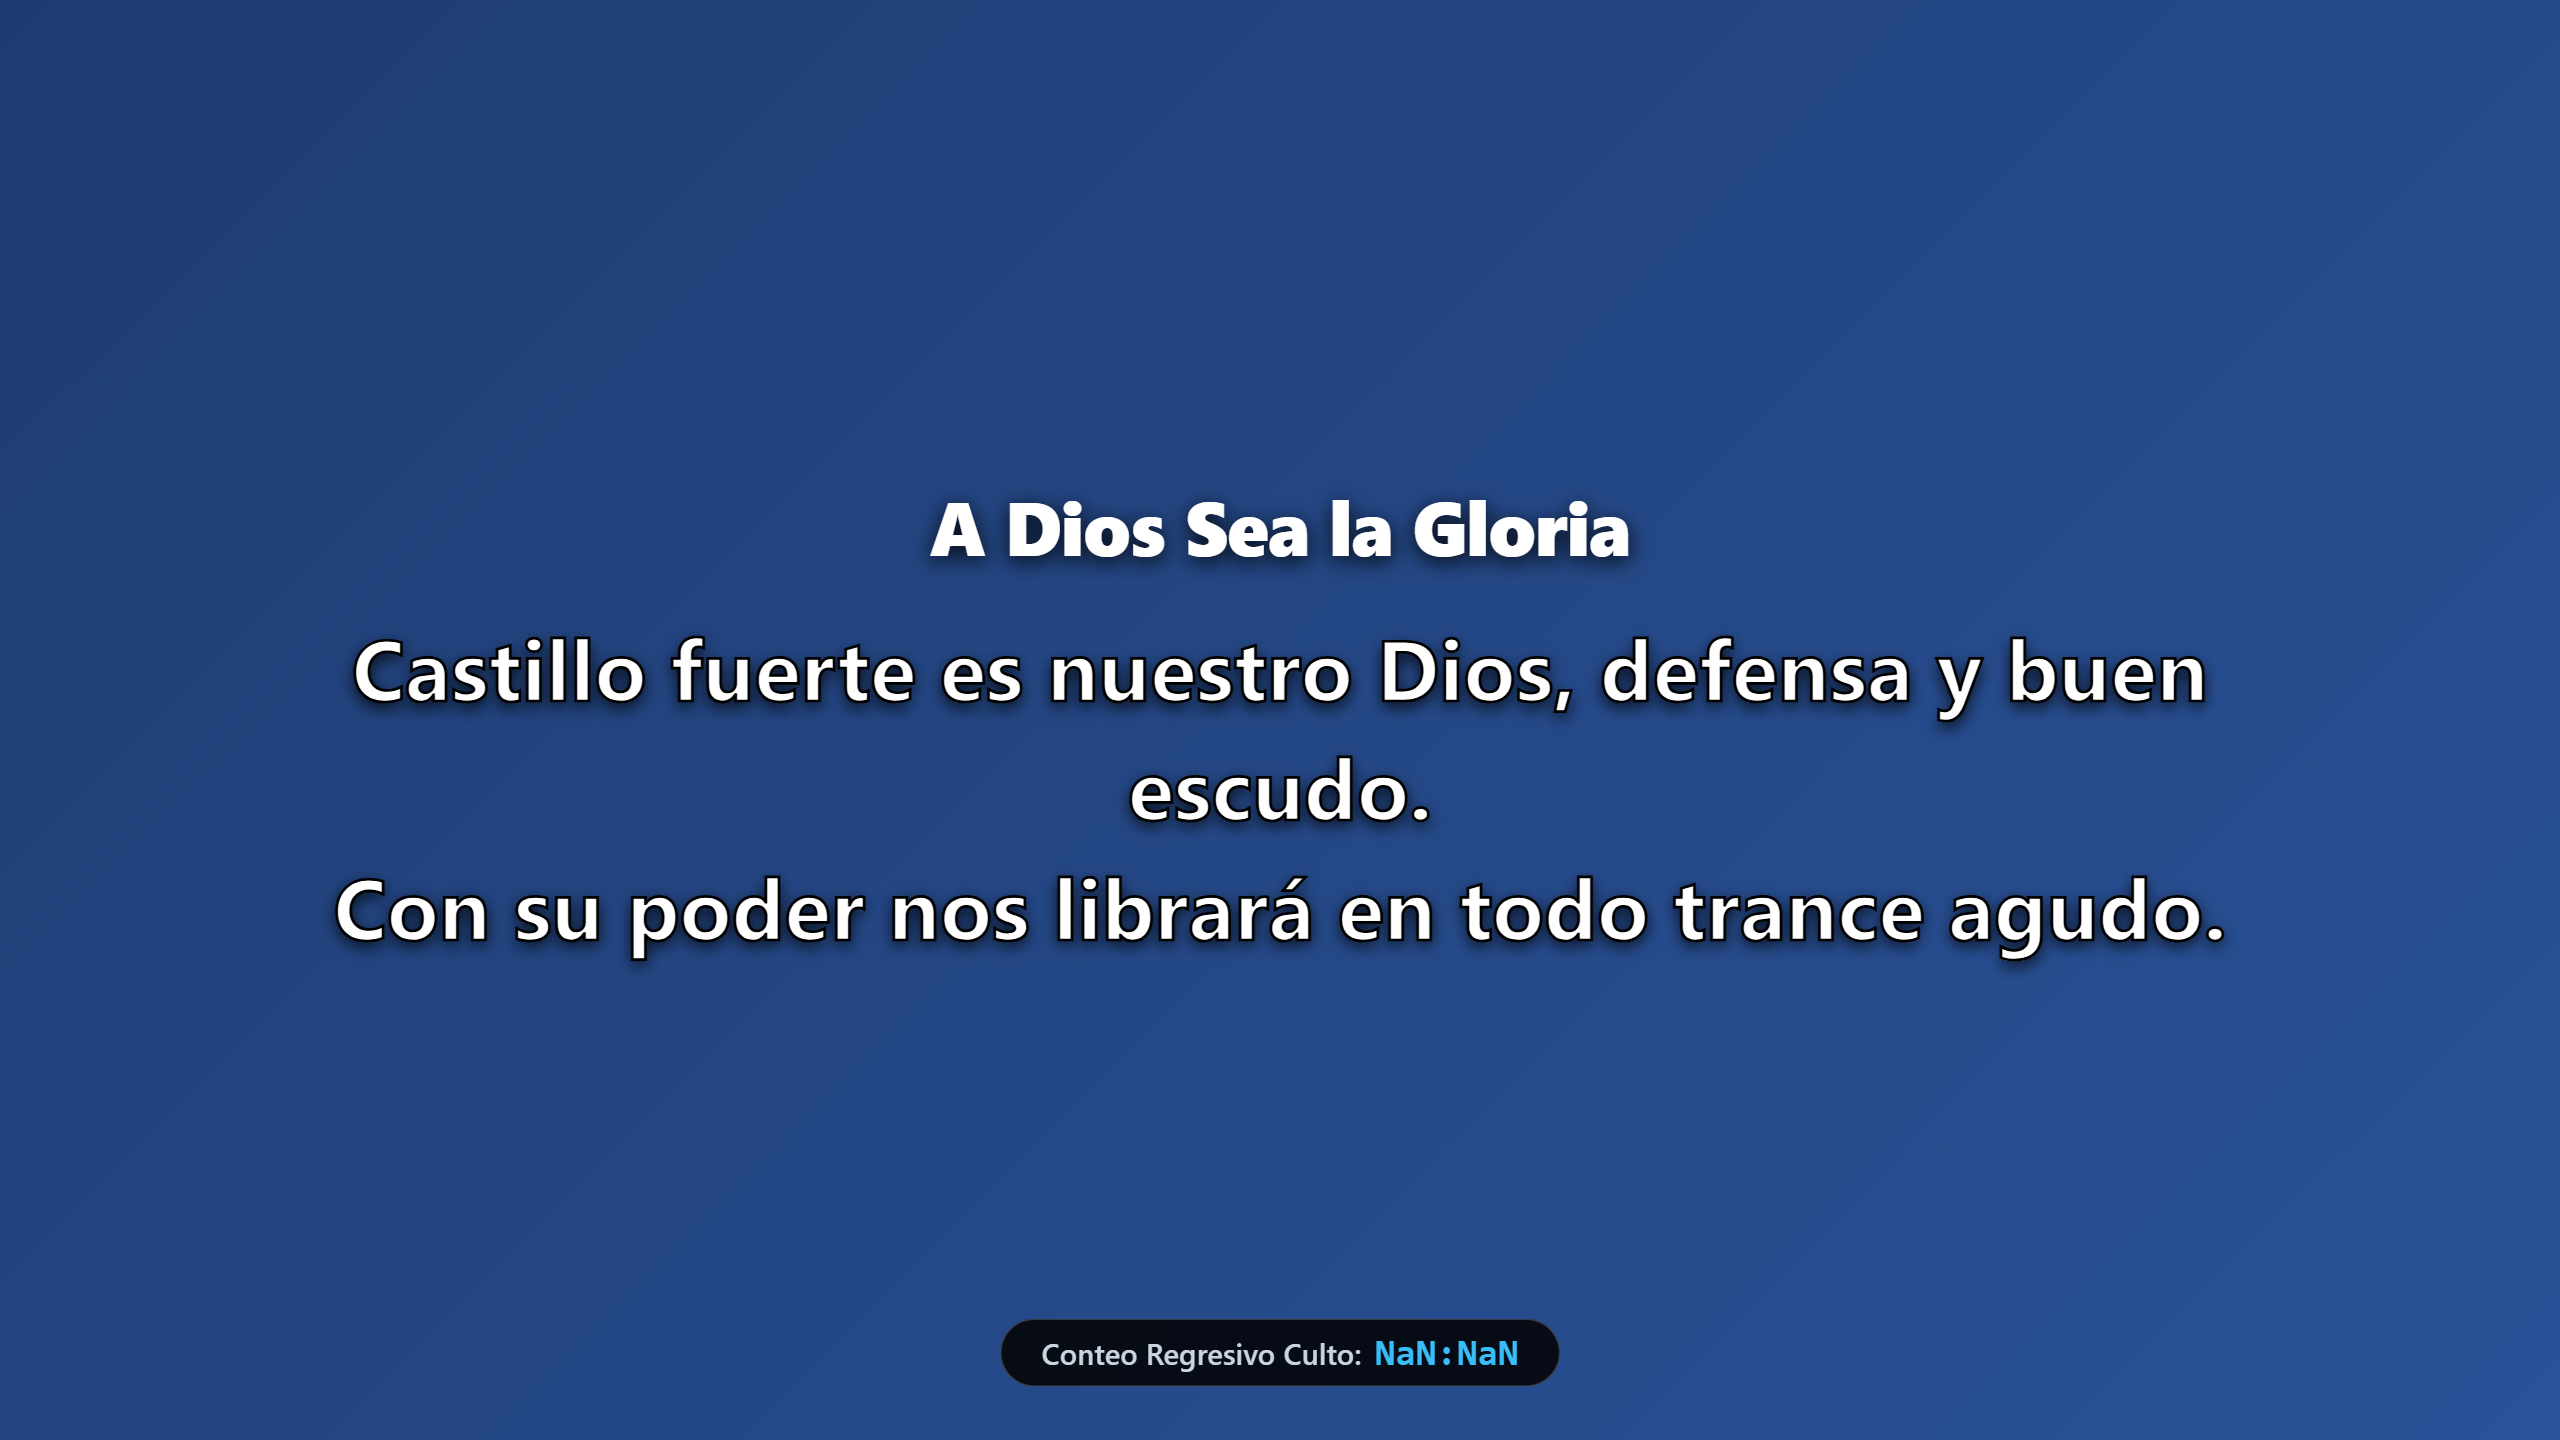 A Dios Sea la Gloria
Castillo fuerte es nuestro Dios, defensa y buen
escudo.
Con su poder nos librará en todo trance agudo.
Conteo Regresivo Culto: NaN:NaN